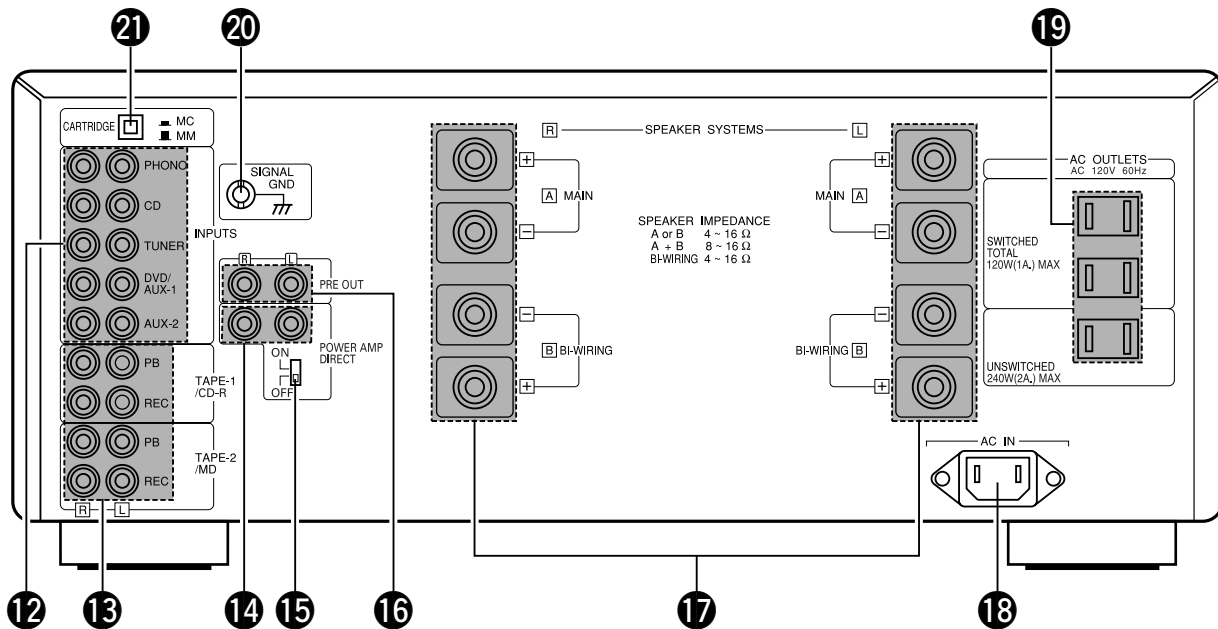 21
20
19
CARTRIDGE
MC
MM
PHONO
CD
TUNER
DVD/
AUX-1
AUX-2
INPUTS
PB
REC
TAPE-1
/CD-R
PB
REC
TAPE-2
/MD
R
L
SIGNAL
GND
R
L
PRE OUT
POWER AMP
DIRECT
ON
OFF
R
SPEAKER SYSTEMS
L
+
A MAIN
−
−
B BI-WIRING
+
SPEAKER IMPEDANCE
A or B 4 ~ 16 Ω
A + B 8 ~ 16 Ω
BI-WIRING 4 ~ 16 Ω
+
MAIN A
−
−
BI-WIRING B
+
AC OUTLETS
AC 120V 60Hz
SWITCHED
TOTAL
120W(1A.) MAX
UNSWITCHED
240W(2A.) MAX
AC IN
12
13
14
15
16
17
18